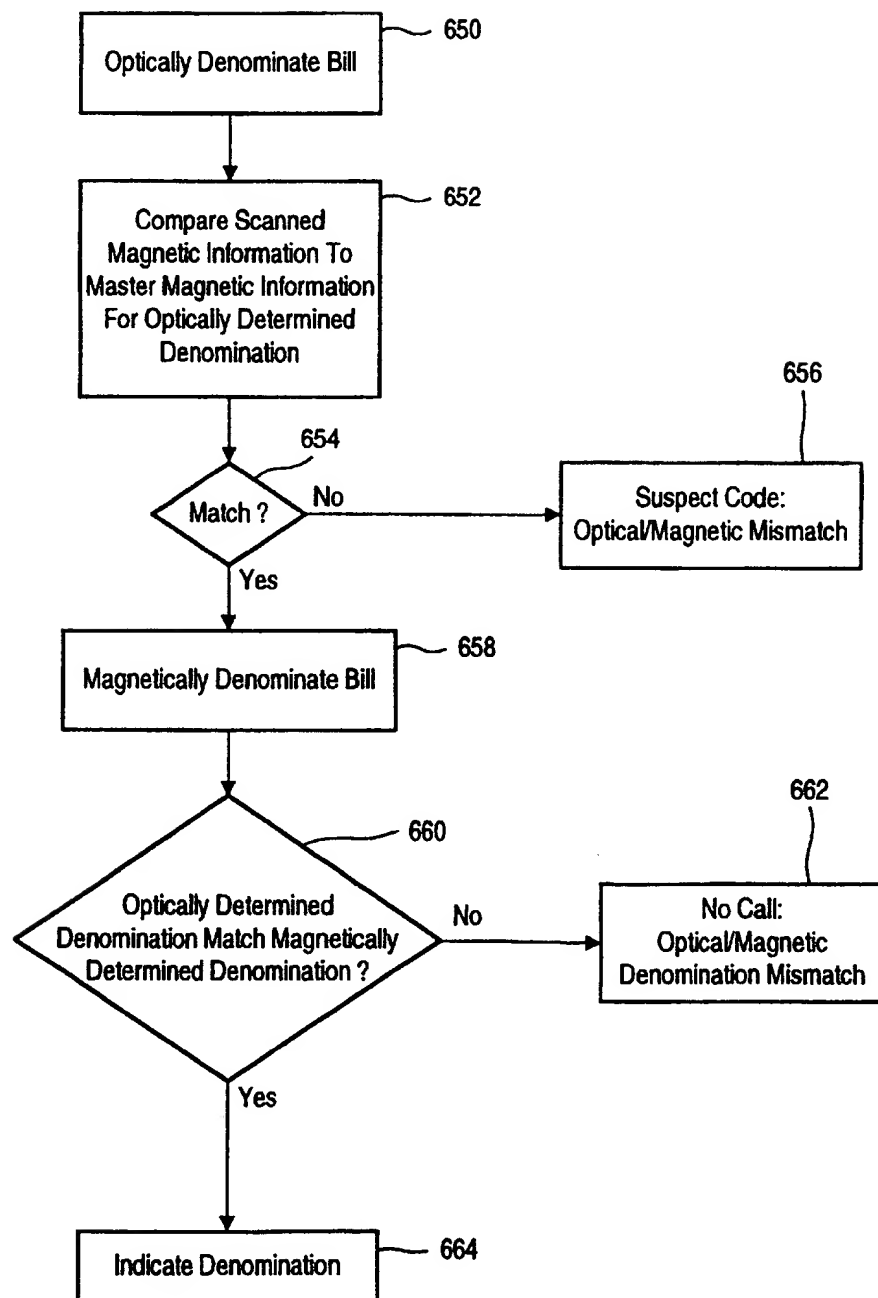 650
Optically Denominate Bill
652
Compare Scanned
Magnetic Information To
Master Magnetic Information
For Optically Determined
Denomination
654
Match ?
No
656
Suspect Code:
Optical/Magnetic Mismatch
Yes
658
Magnetically Denominate Bill
660
Optically Determined
Denomination Match Magnetically
Determined Denomination ?
No
662
No Call:
Optical/Magnetic
Denomination Mismatch
Yes
664
Indicate Denomination